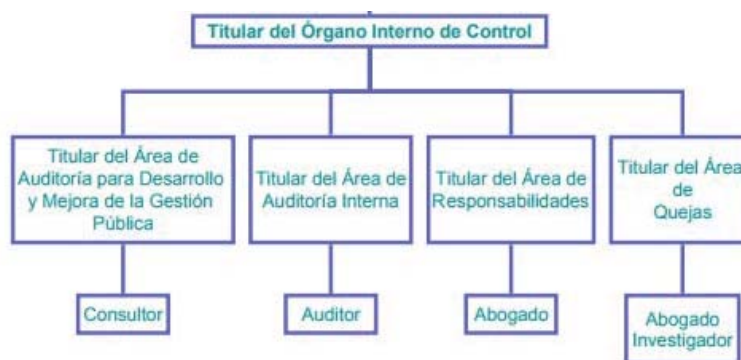 Titular del Órgano Interno de Control
Titular del Área de
Auditoría para Desarrollo
y Mejora de la Gestión
Pública
Titular del Área de
Auditoría Interna
Titular del Área de
Responsabilidades
Titular del Área
de
Quejas
Consultor
Auditor
Abogado
Abogado
Investigador